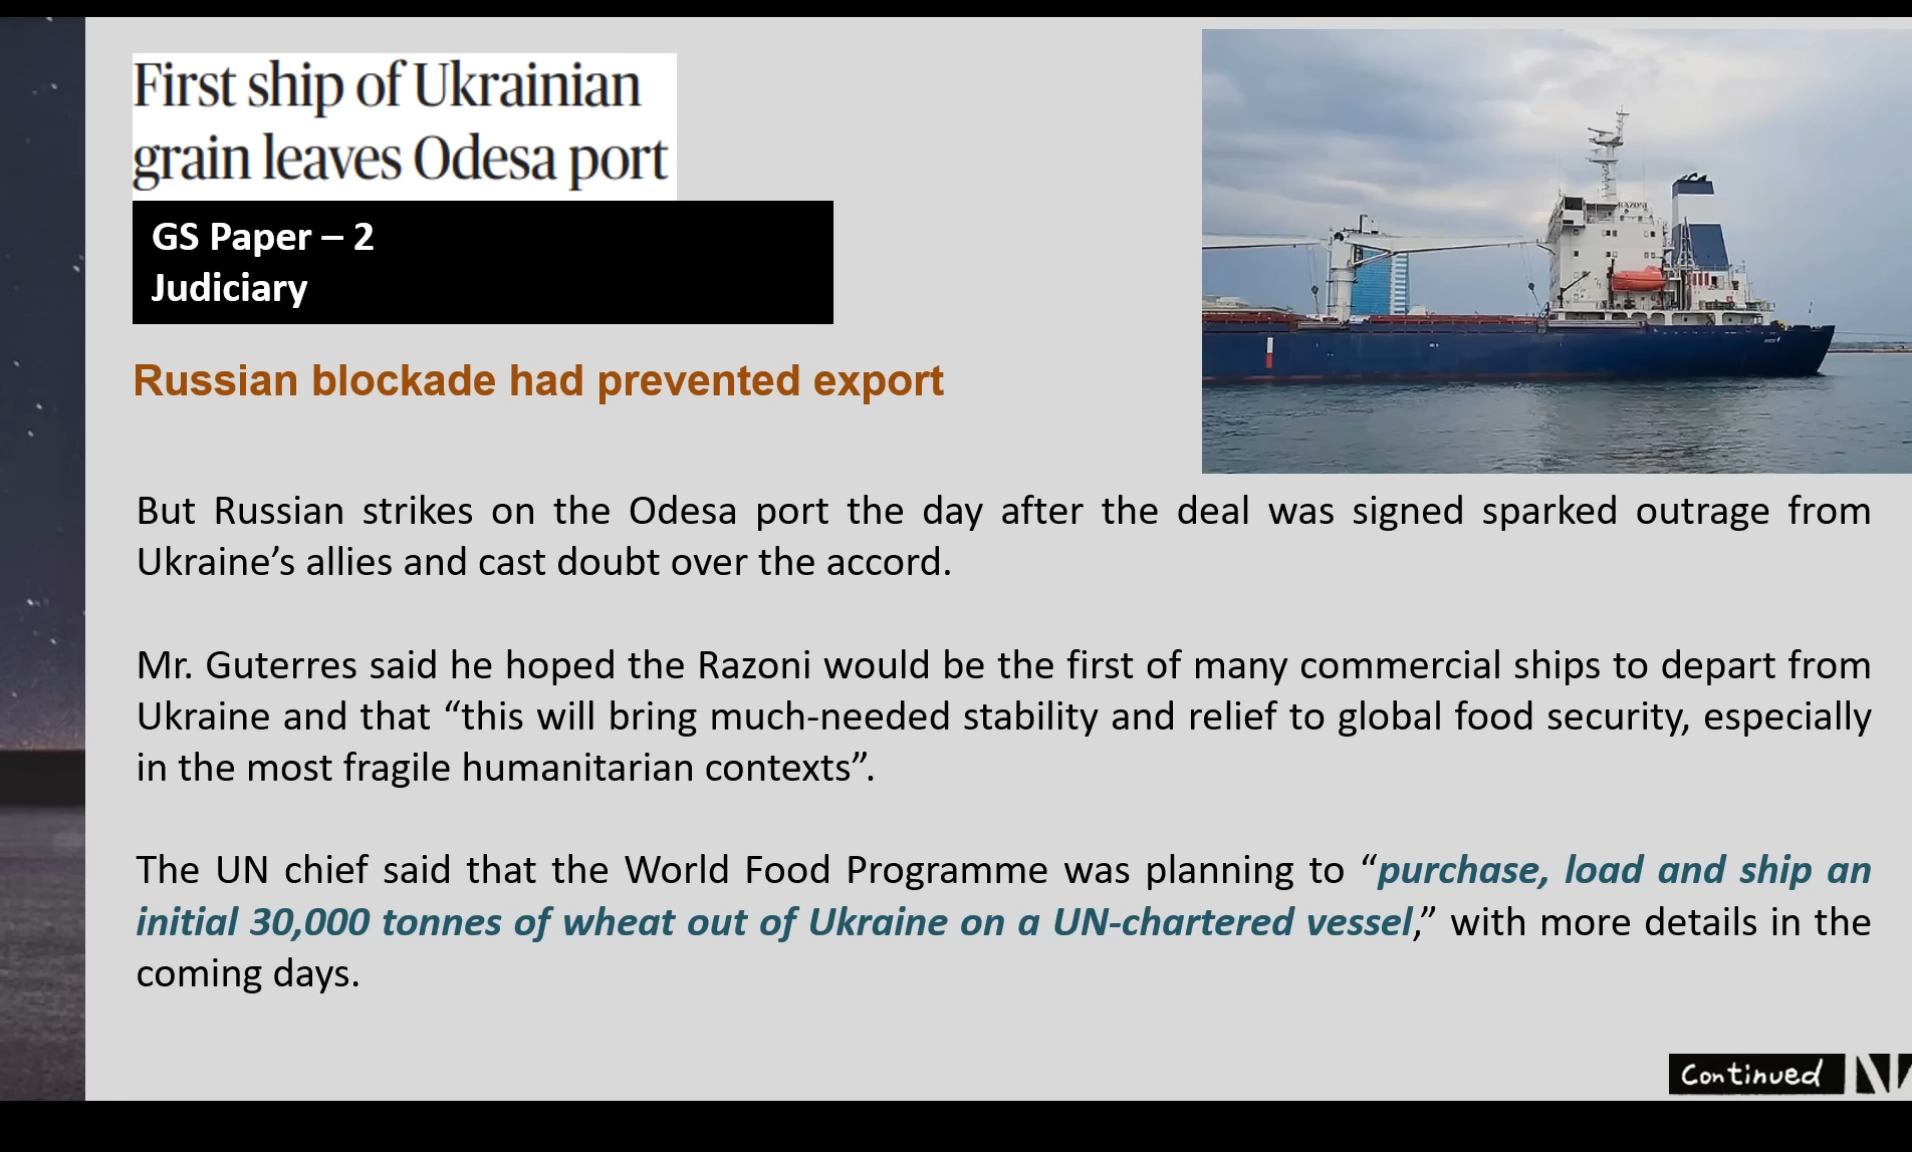 First ship of Ukrainian
grain leaves Odesa port
GS Paper – 2
Judiciary
Russian blockade had prevented export
RAZONI
But Russian strikes on the Odesa port the day after the deal was signed sparked outrage from
Ukraine’s allies and cast doubt over the accord.
Mr. Guterres said he hoped the Razoni would be the first of many commercial ships to depart from
Ukraine and that “this will bring much-needed stability and relief to global food security, especially
in the most fragile humanitarian contexts”.
The UN chief said that the World Food Programme was planning to “purchase, load and ship an
initial 30,000 tonnes of wheat out of Ukraine on a UN-chartered vessel,” with more details in the
coming days.
Continued